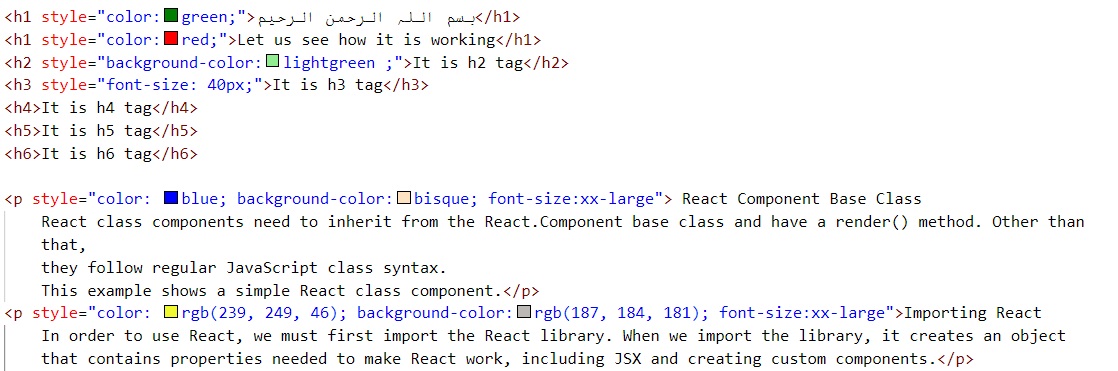 <h1 style="color:green;">بسم اللہ الرحمن الرحیم</h1>
<h1 style="color:red;">Let us see how it is working</h1>
<h2 style="background-color:lightgreen ;">It is h2 tag</h2>
<h3 style="font-size: 40px;">It is h3 tag</h3>
<h4>It is h4 tag</h4>
<h5>It is h5 tag</h5>
<h6>It is h6 tag</h6>
<p style="color: blue; background-color:bisque; font-size:xx-large"> React Component Base Class
React class components need to inherit from the React.Component base class and have a render() method. Other than
that,
they follow regular JavaScript class syntax.
This example shows a simple React class component.</p>
<p style="color: rgb(239, 249, 46); background-color:rgb(187, 184, 181); font-size:xx-large">Importing React
In order to use React, we must first import the React library. When we import the library, it creates an object
that contains properties needed to make React work, including JSX and creating custom components.</p>